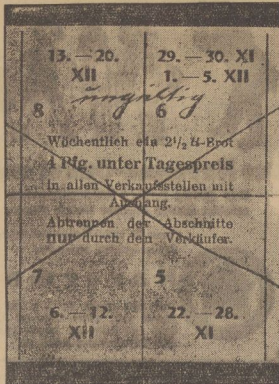 13. — 20. 29. — 30. XI
XII 1. — 5. XII
ungültig
8 6
Wöchentlich ein 2½ ℔-Brot
4 Pfg. unter Tagespreis
in allen Verkaufsstellen mit
Aushang.
Abtrennen der Abschnitte
nur durch den Verkäufer.
7 5
6. — 12. 22. — 28.
XII XI